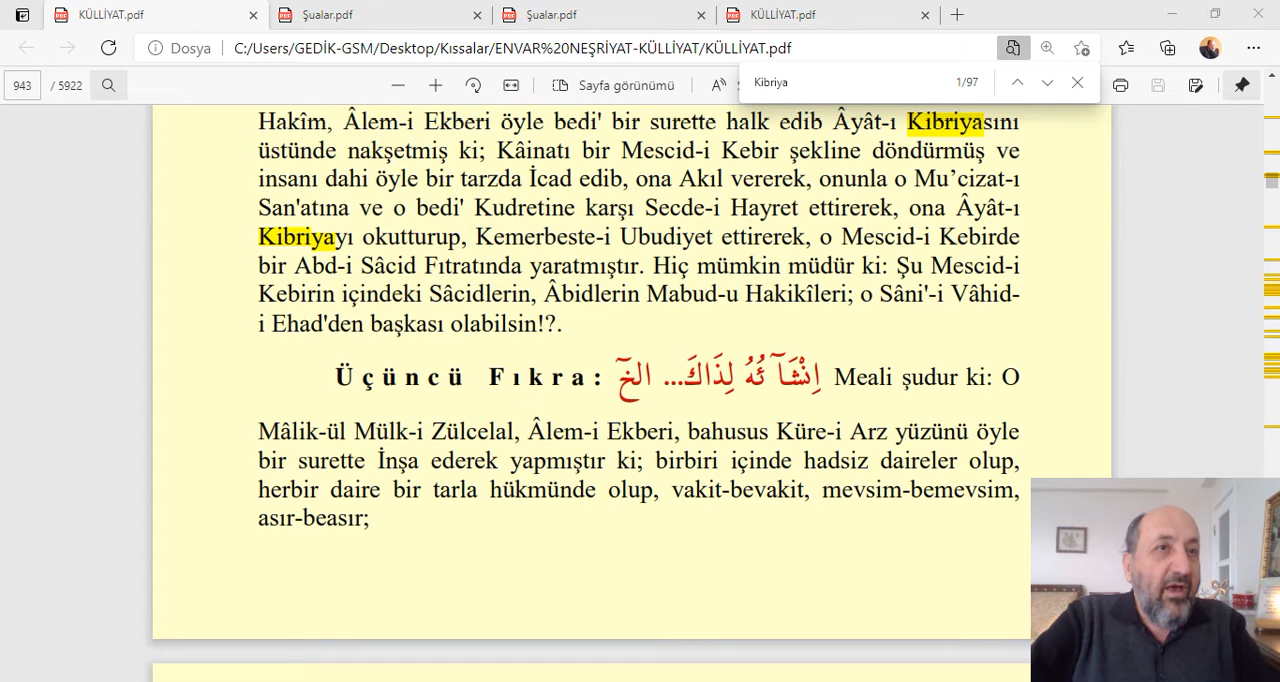 KÜLLİYAT.pdf
Şualar.pdf
Şualar.pdf
KÜLLİYAT.pdf
Dosya
C:/Users/GEDİK-GSM/Desktop/Kıssalar/ENVAR%20NEŞRİYAT-KÜLLİYAT/KÜLLİYAT.pdf
943 / 5922
Sayfa görünümü
Kibriya 1/97
Hakîm, Âlem-i Ekberi öyle bedi' bir surette halk edib Âyât-ı Kibriyasını
üstünde nakşetmiş ki; Kâinatı bir Mescid-i Kebir şekline döndürmüş ve
insanı dahi öyle bir tarzda İcad edib, ona Akıl vererek, onunla o Mu’cizat-ı
San'atına ve o bedi' Kudretine karşı Secde-i Hayret ettirerek, ona Âyât-ı
Kibriyayı okutturup, Kemerbeste-i Ubudiyet ettirerek, o Mescid-i Kebirde
bir Abd-i Sâcid Fıtratında yaratmıştır. Hiç mümkin müdür ki: Şu Mescid-i
Kebirin içindeki Sâcidlerin, Âbidlerin Mabud-u Hakikîleri; o Sâni'-i Vâhid-
i Ehad'den başkası olabilsin!?.
Üçüncü Fıkra: اِنْشَآئُهُ لِذَاكَ... الخ Meali şudur ki: O
Mâlik-ül Mülk-i Zülcelal, Âlem-i Ekberi, bahusus Küre-i Arz yüzünü öyle
bir surette İnşa ederek yapmıştır ki; birbiri içinde hadsiz daireler olup,
herbir daire bir tarla hükmünde olup, vakit-bevakit, mevsim-bemevsim,
asır-beasır;